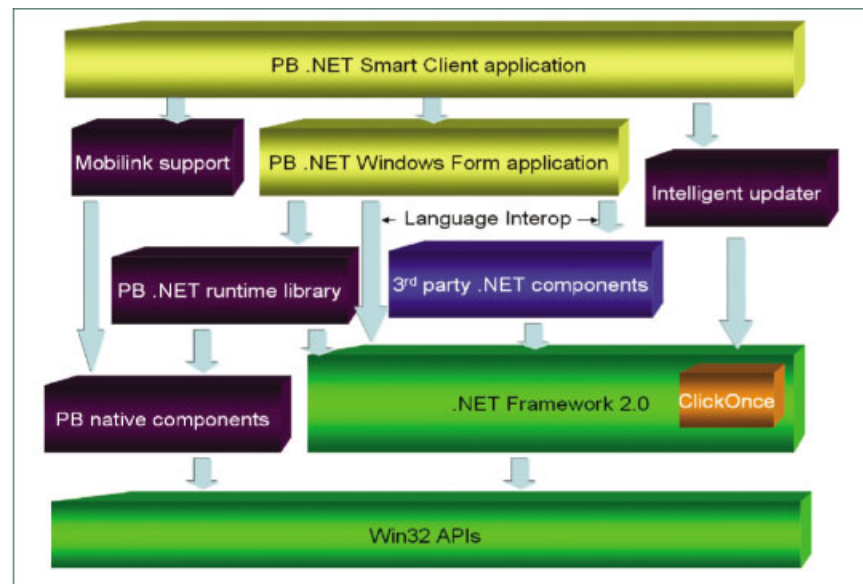 PB .NET Smart Client application
Mobilink support
PB .NET Windows Form application
Intelligent updater
Language Interop
PB .NET runtime library
3rd party .NET components
PB native components
.NET Framework 2.0
ClickOnce
Win32 APIs